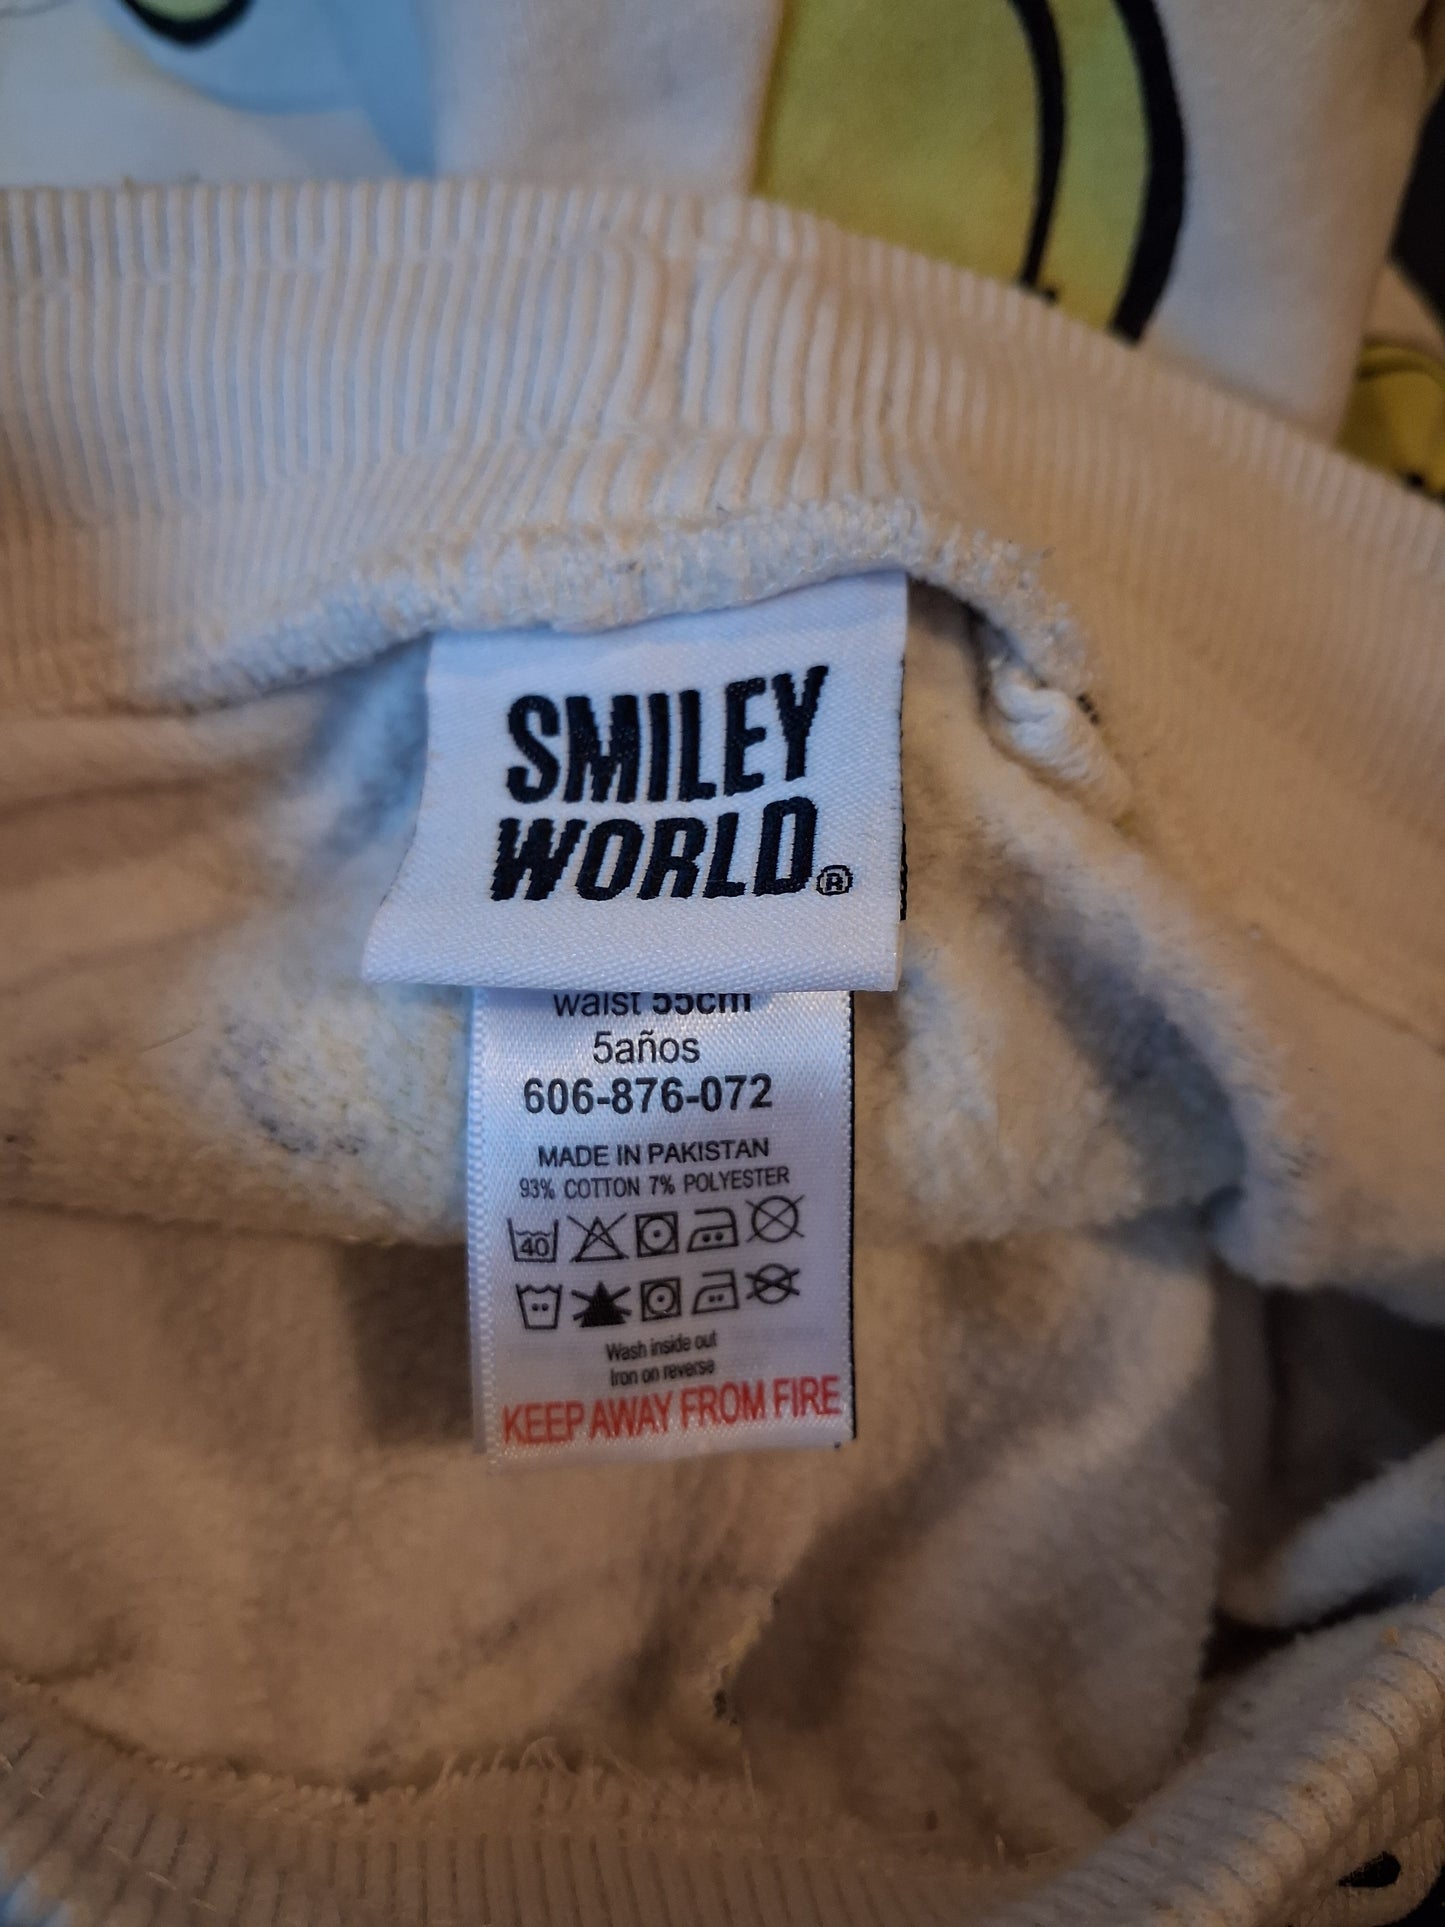 SMILEY
WORLD®
waist 55cm
5años
606-876-072
MADE IN PAKISTAN
93% COTTON 7% POLYESTER
40
Wash inside out
Iron on reverse
KEEP AWAY FROM FIRE